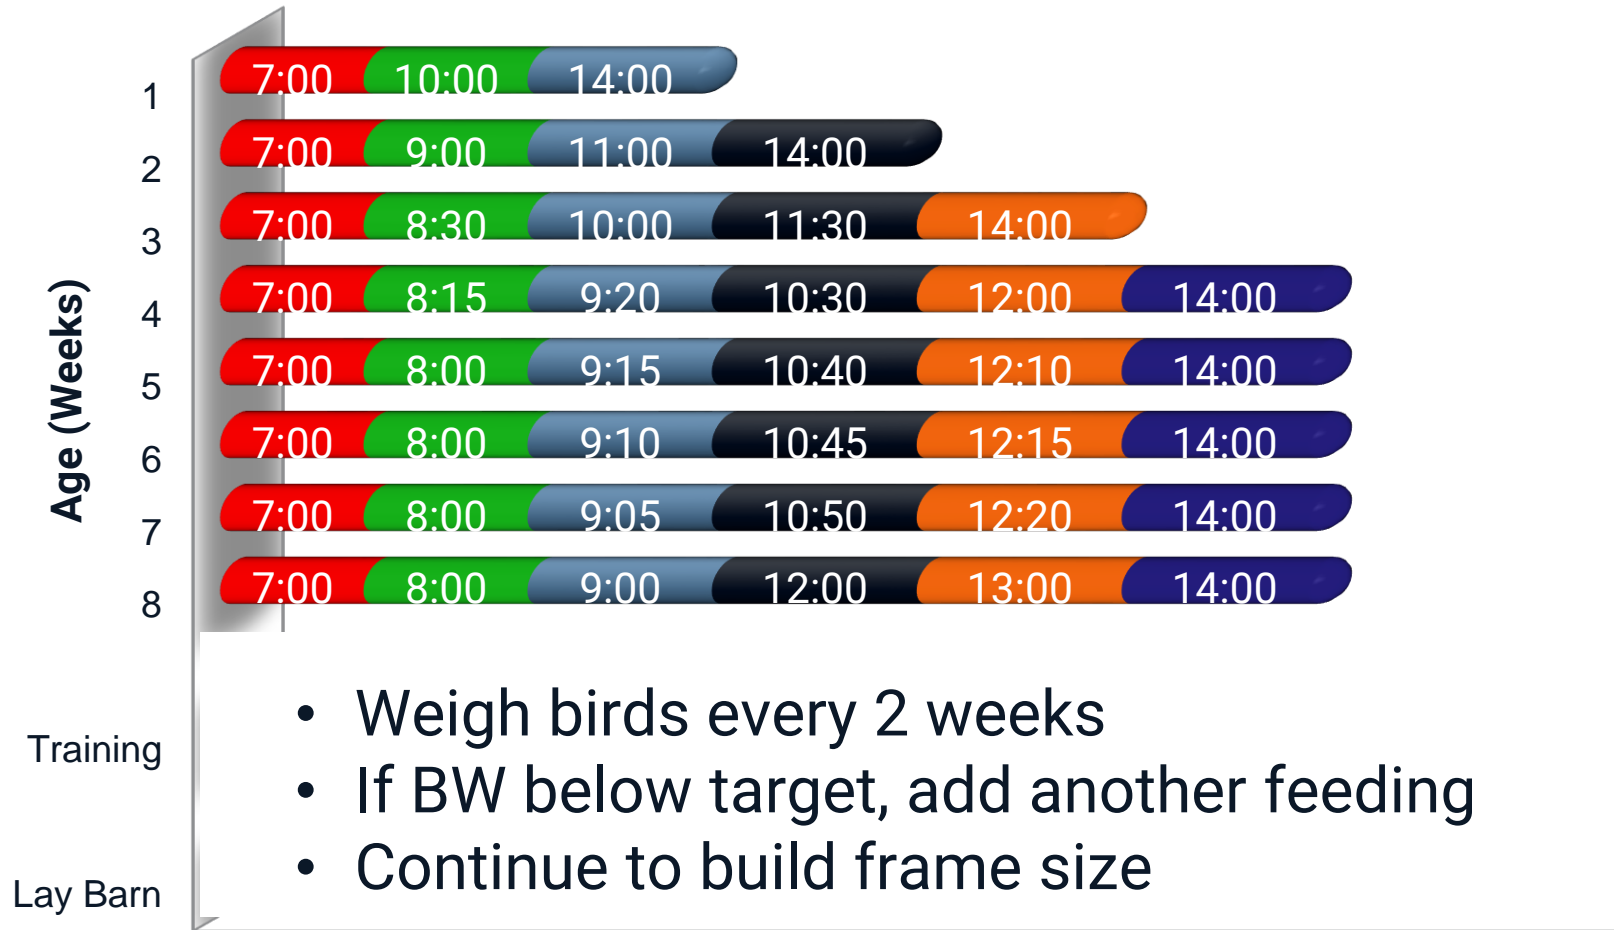 1 7:00 10:00 14:00
2 7:00 9:00 11:00 14:00
3 7:00 8:30 10:00 11:30 14:00
4 7:00 8:15 9:20 10:30 12:00 14:00
5 7:00 8:00 9:15 10:40 12:10 14:00
6 7:00 8:00 9:10 10:45 12:15 14:00
7 7:00 8:00 9:05 10:50 12:20 14:00
8 7:00 8:00 9:00 12:00 13:00 14:00
Age (Weeks)
Training
Lay Barn
• Weigh birds every 2 weeks
• If BW below target, add another feeding
• Continue to build frame size